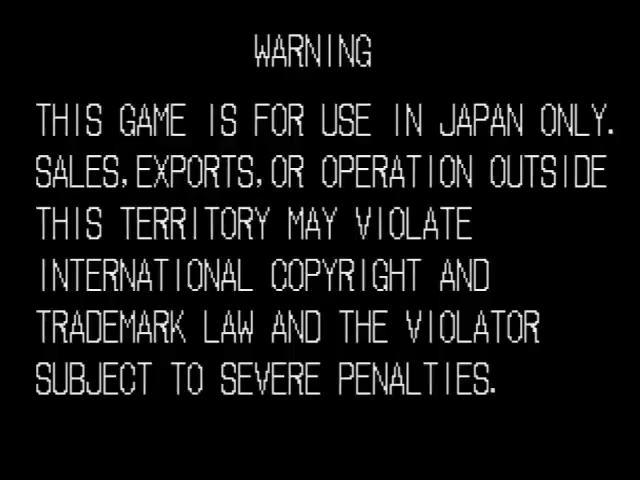 WARNING
THIS GAME IS FOR USE IN JAPAN ONLY.
SALES,EXPORTS,OR OPERATION OUTSIDE
THIS TERRITORY MAY VIOLATE
INTERNATIONAL COPYRIGHT AND
TRADEMARK LAW AND THE VIOLATOR
SUBJECT TO SEVERE PENALTIES.